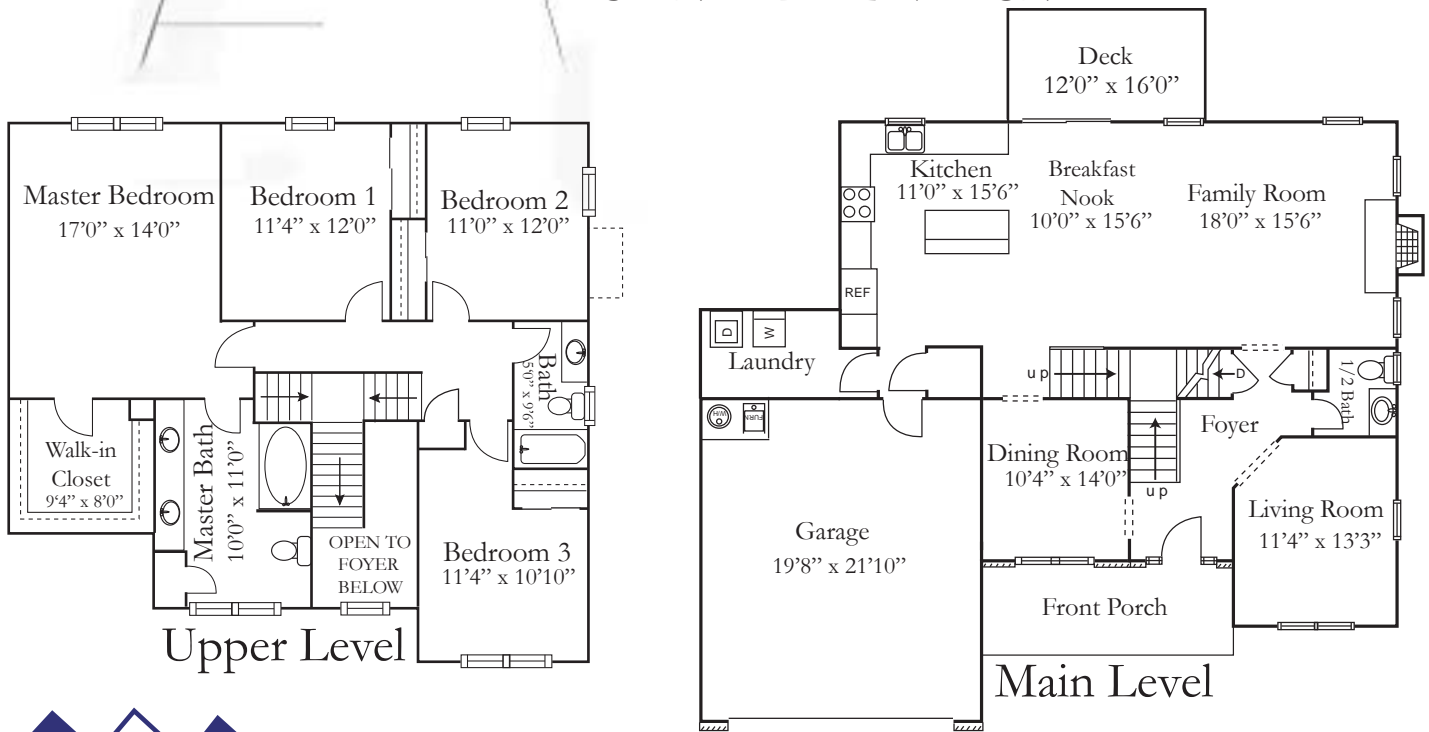 Deck
12’0” x 16’0”
Master Bedroom
17’0” x 14’0”
Bedroom 1
11’4” x 12’0”
Bedroom 2
11’0” x 12’0”
Bath
5’0” x 9’6”
Walk-in
Closet
9‘4” x 8’0”
Master Bath
10’0” x 11’0”
OPEN TO
FOYER
BELOW
Bedroom 3
11’4” x 10’10”
Upper Level
Kitchen
11’0” x 15’6”
Breakfast
Nook
10’0” x 15’6”
Family Room
18’0” x 15’6”
REF
D
W
Laundry
up
D
1/2 Bath
W/H
FURN
Foyer
Dining Room
10’4” x 14’0”
up
Living Room
11’4” x 13’3”
Garage
19’8” x 21’10”
Front Porch
Main Level